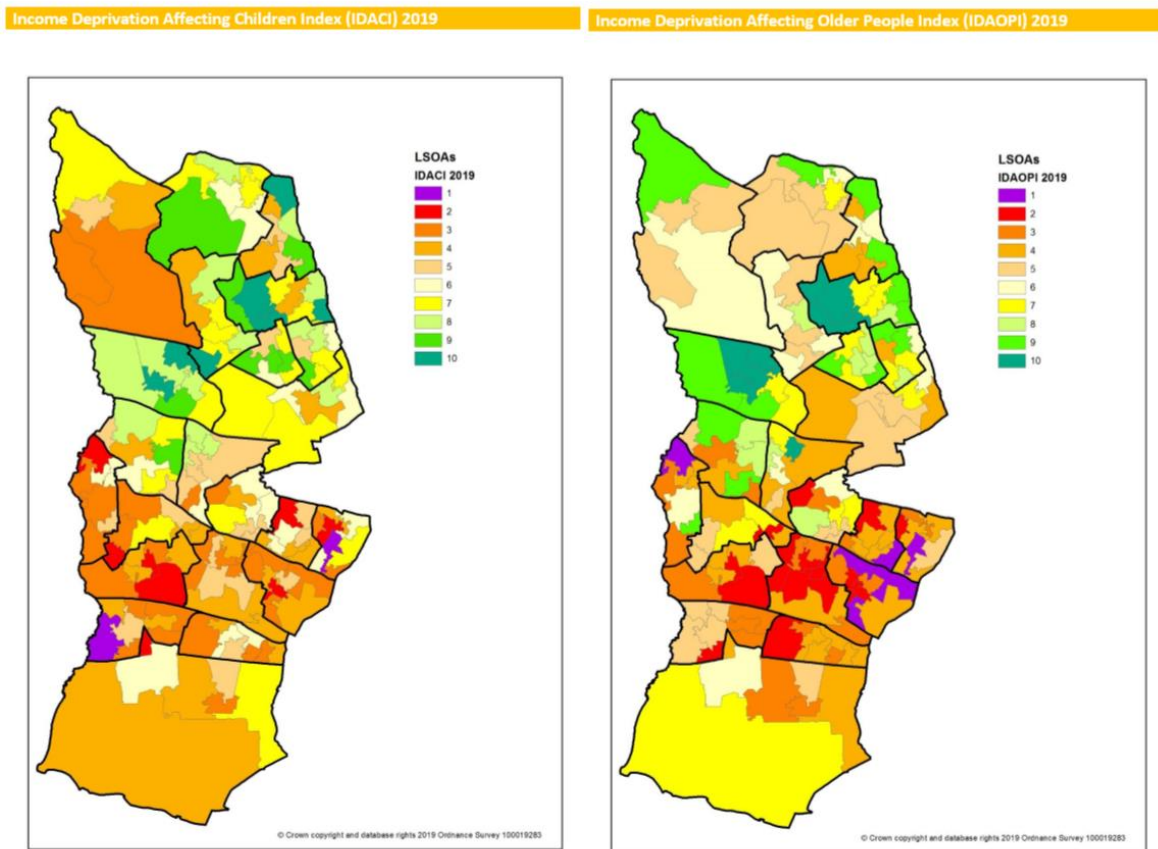 Income Deprivation Affecting Children Index (IDACI) 2019
LSOAs
IDACI 2019
1
2
3
4
5
6
7
8
9
10
© Crown copyright and database rights 2019 Ordnance Survey 100019283
Income Deprivation Affecting Older People Index (IDAOPI) 2019
LSOAs
IDAOPI 2019
1
2
3
4
5
6
7
8
9
10
© Crown copyright and database rights 2019 Ordnance Survey 100019283